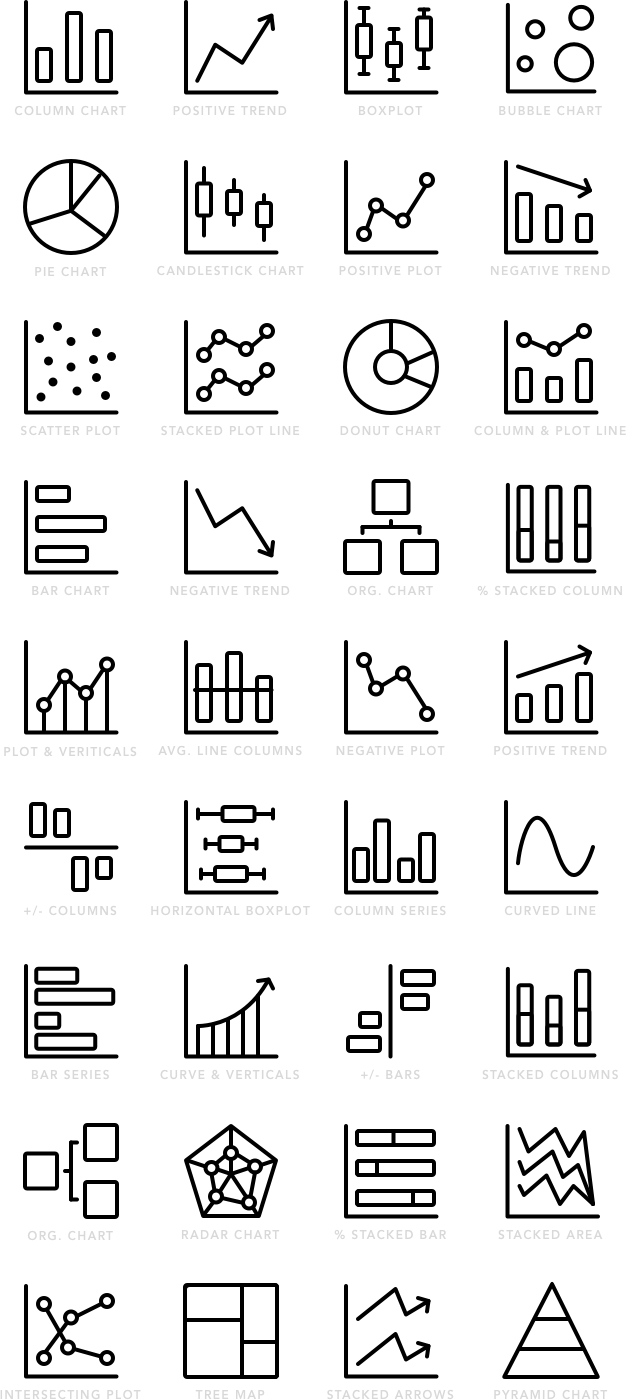 COLUMN CHART
POSITIVE TREND
BOXPLOT
BUBBLE CHART
PIE CHART
CANDLESTICK CHART
POSITIVE PLOT
NEGATIVE TREND
SCATTER PLOT
STACKED PLOT LINE
DONUT CHART
COLUMN & PLOT LINE
BAR CHART
NEGATIVE TREND
ORG. CHART
% STACKED COLUMN
PLOT & VERITICALS
AVG. LINE COLUMNS
NEGATIVE PLOT
POSITIVE TREND
+/- COLUMNS
HORIZONTAL BOXPLOT
COLUMN SERIES
CURVED LINE
BAR SERIES
CURVE & VERTICALS
+/- BARS
STACKED COLUMNS
ORG. CHART
RADAR CHART
% STACKED BAR
STACKED AREA
INTERSECTING PLOT
TREE MAP
STACKED ARROWS
PYRAMID CHART